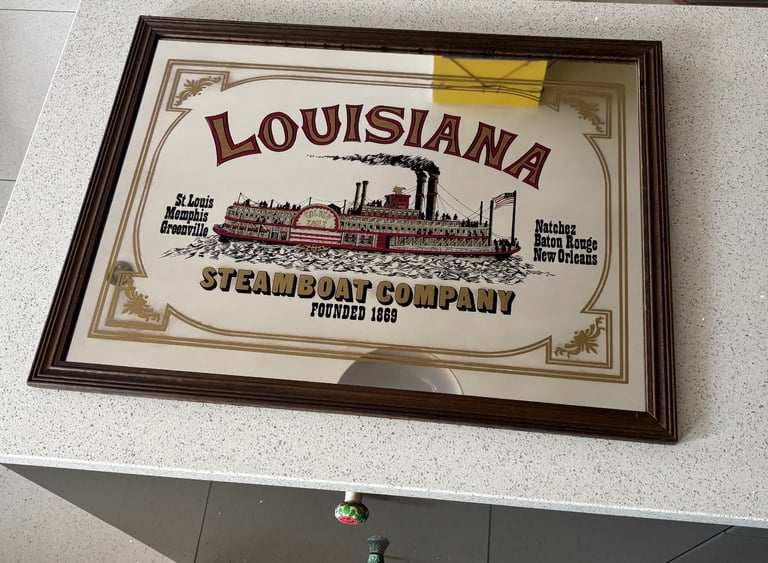 LOUISIANA
St. Louis
Memphis
Greenville
Natchez
Baton Rouge
New Orleans
STEAMBOAT COMPANY
FOUNDED 1869